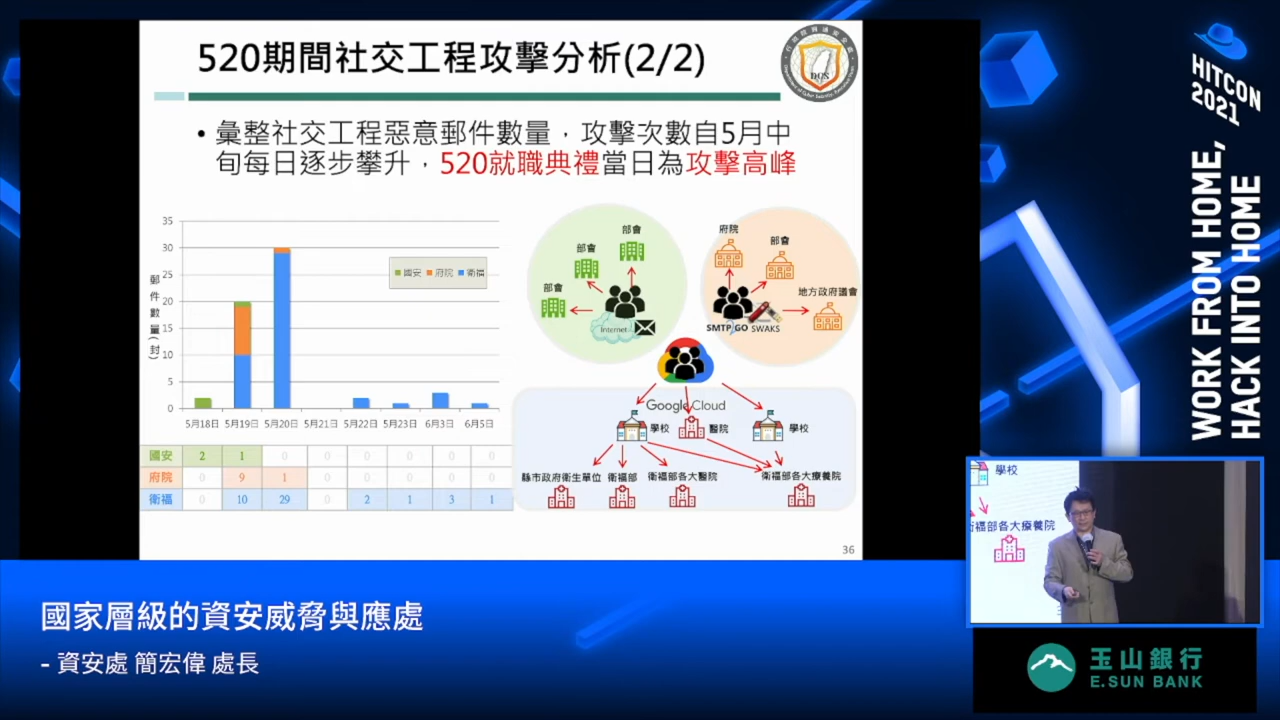 520期間社交工程攻擊分析(2/2)
• 彙整社交工程惡意郵件數量，攻擊次數自5月中
旬每日逐步攀升，520就職典禮當日為攻擊高峰
郵件數量(封)
35
30
25
20
15
10
5
0
國安 府院 衛福
5月18日 5月19日 5月20日 5月21日 5月22日 5月23日 6月3日 6月5日
國安 2 1 0 0 0 0 0 0
府院 0 9 1 0 0 0 0 0
衛福 0 10 29 0 2 1 3 1
部會
部會
部會
Internet
府院
部會
地方政府議會
SMTP2GO SWAKS
Google Cloud
學校 醫院 學校
縣市政府衛生單位 衛福部 衛福部各大醫院 衛福部各大療養院
36
HITCON
2021
WORK FROM HOME,
HACK INTO HOME
學校
衛福部各大療養院
國家層級的資安威脅與應處
- 資安處 簡宏偉 處長
玉山銀行
E.SUN BANK